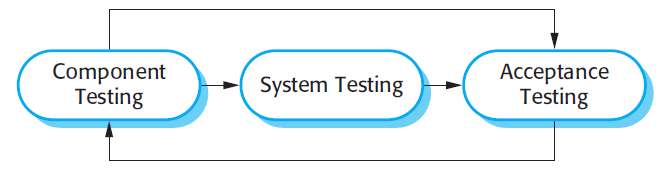 Component
Testing
System Testing
Acceptance
Testing